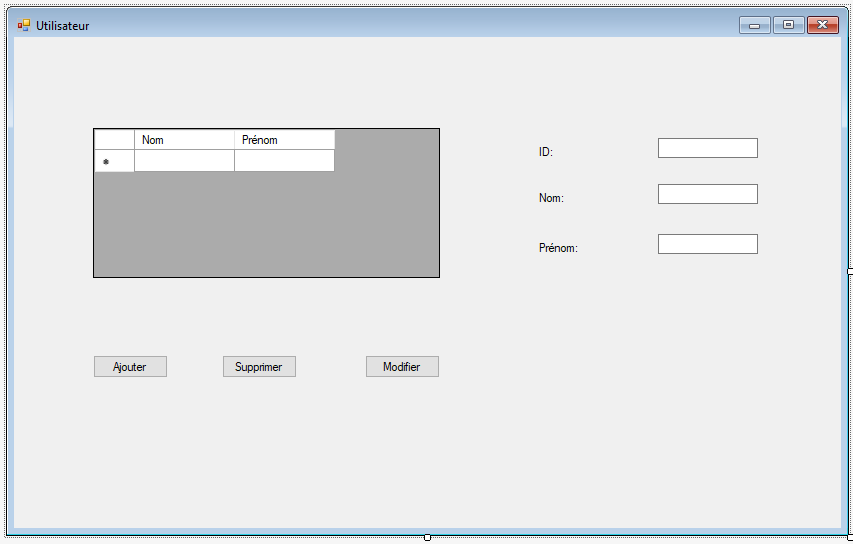 Utilisateur
Nom Prénom
ID:
Nom:
Prénom:
Ajouter Supprimer Modifier